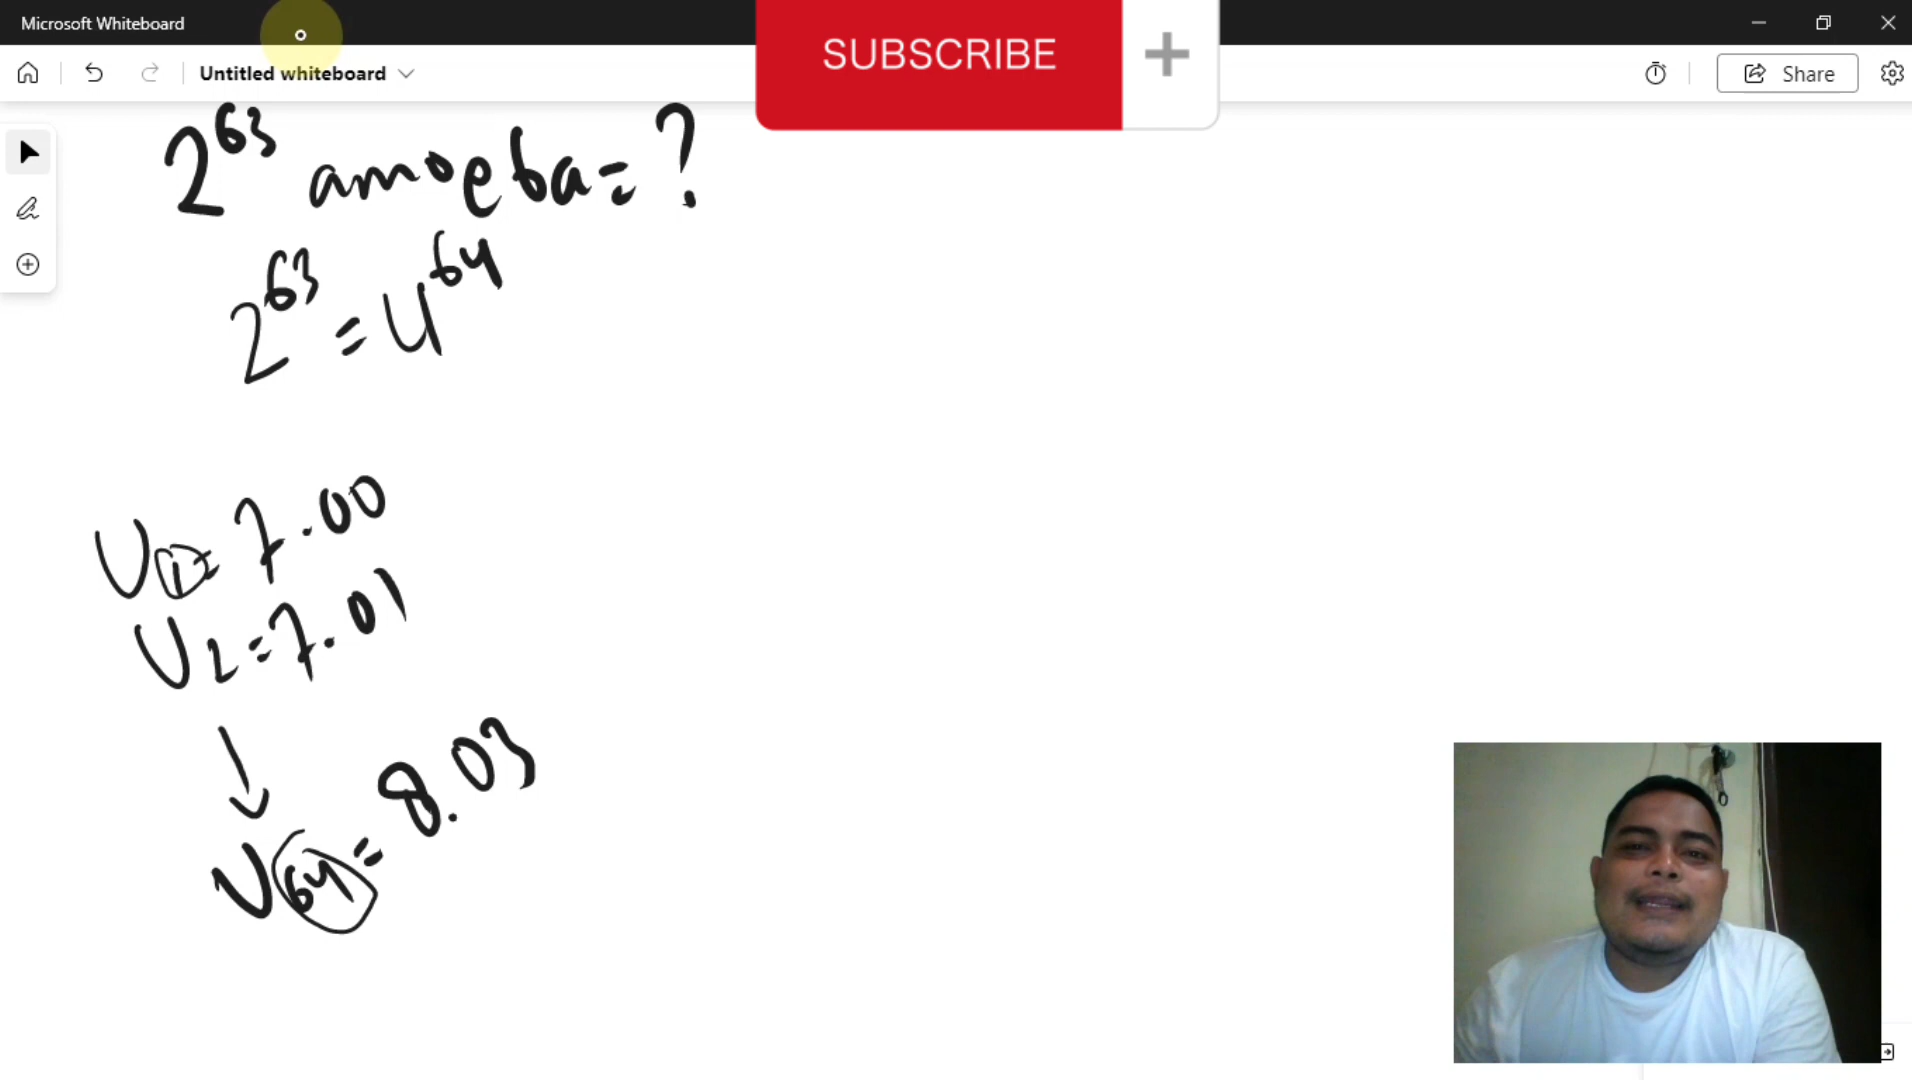 Microsoft Whiteboard
Untitled whiteboard
SUBSCRIBE +
Share
2^63 amoeba = ?
2^63 = 4^64
U1 = 7.00
U2 = 7.01
↓
U64 = 8.03